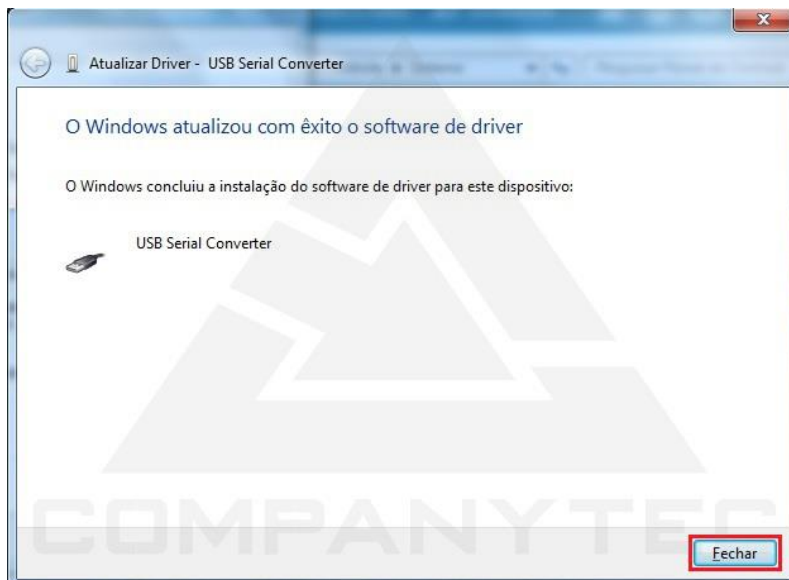 Atualizar Driver - USB Serial Converter
O Windows atualizou com êxito o software de driver
O Windows concluiu a instalação do software de driver para este dispositivo:
USB Serial Converter
COMPANYTEC
Fechar